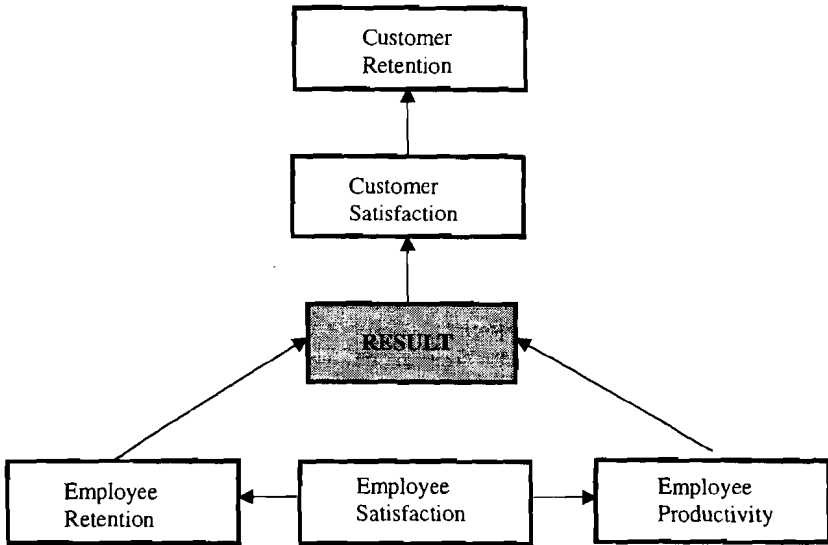 Customer
Retention
Customer
Satisfaction
RESULT
Employee
Retention
Employee
Satisfaction
Employee
Productivity